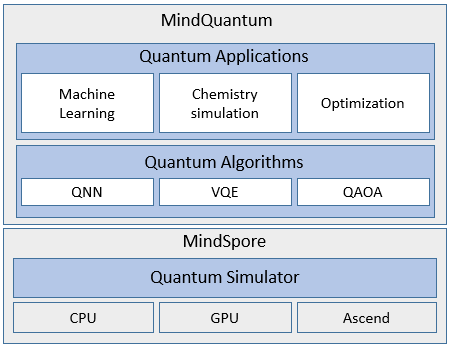 MindQuantum
Quantum Applications
Machine
Learning
Chemistry
simulation
Optimization
Quantum Algorithms
QNN
VQE
QAOA
MindSpore
Quantum Simulator
CPU
GPU
Ascend